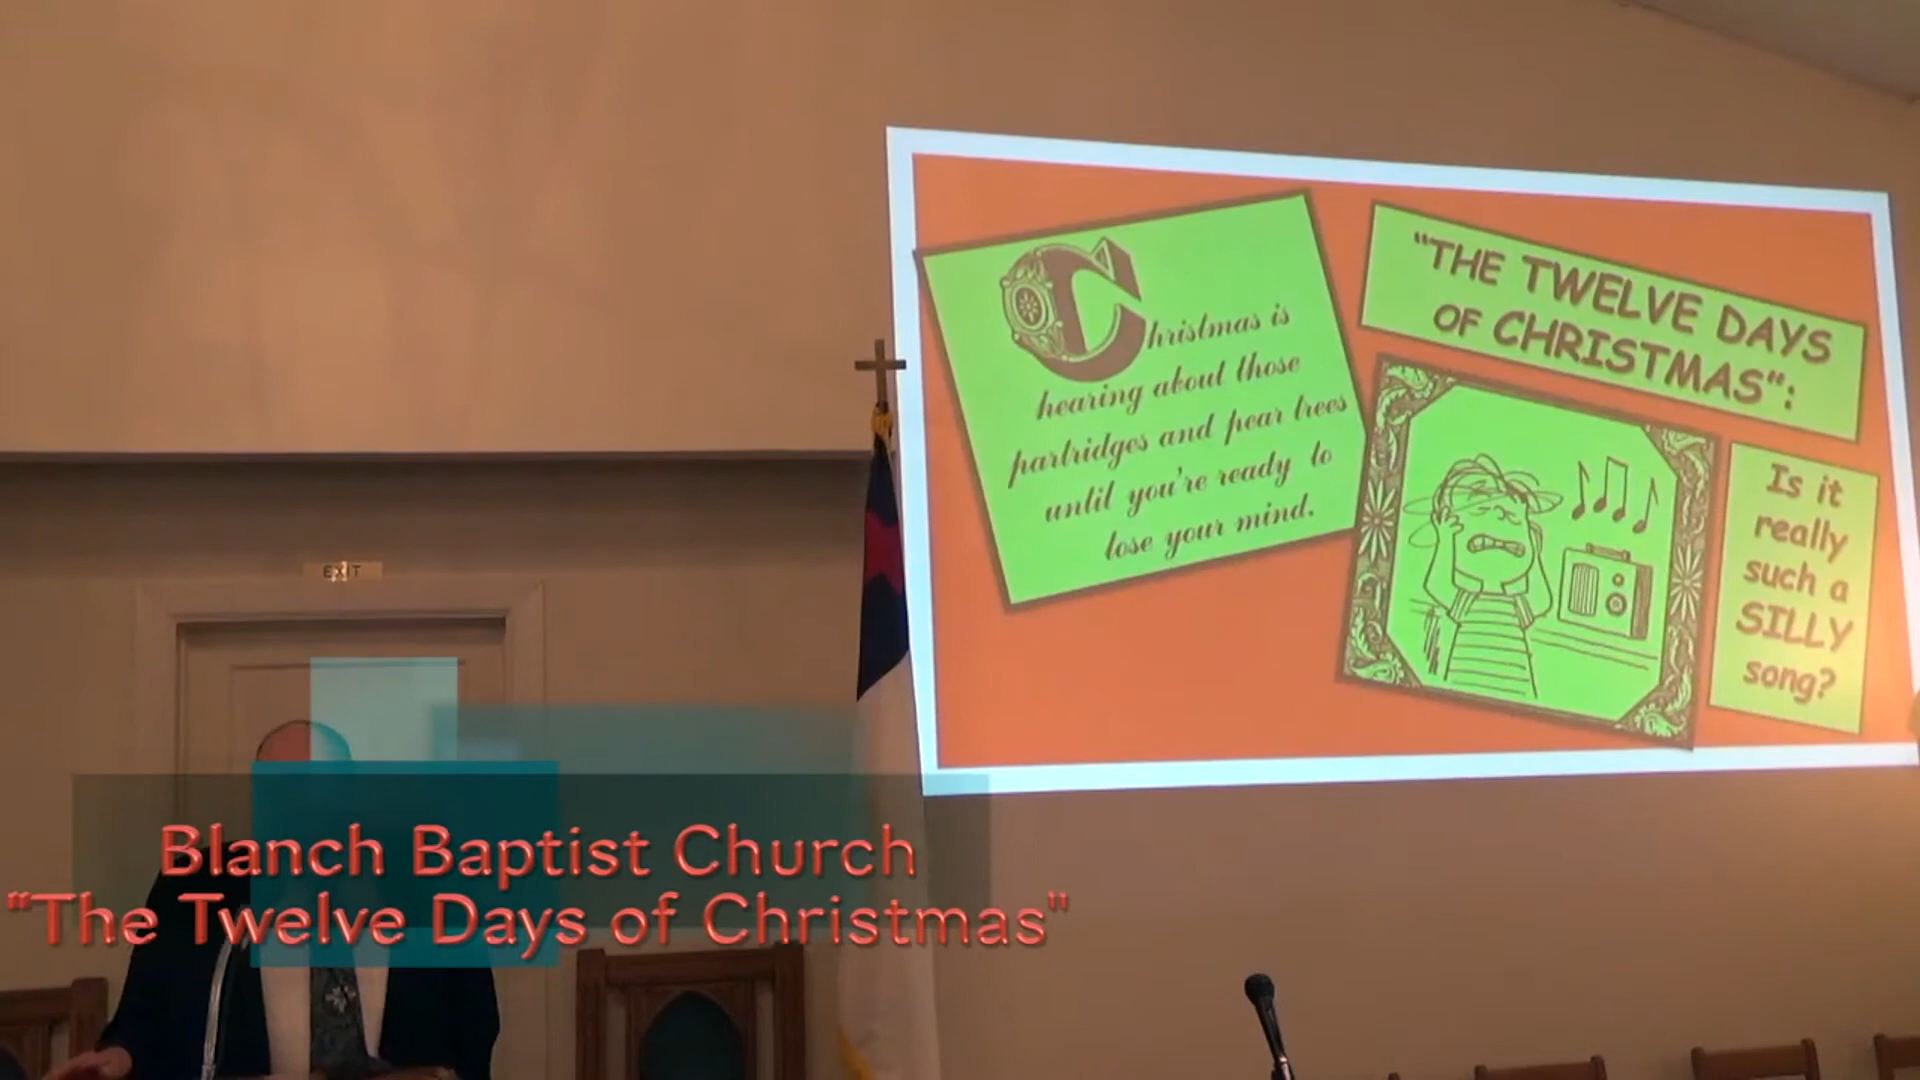 Christmas is
hearing about those
partridges and pear trees
until you're ready to
lose your mind.
"THE TWELVE DAYS
OF CHRISTMAS":
Is it
really
such a
SILLY
song?
EXIT
Blanch Baptist Church
"The Twelve Days of Christmas"